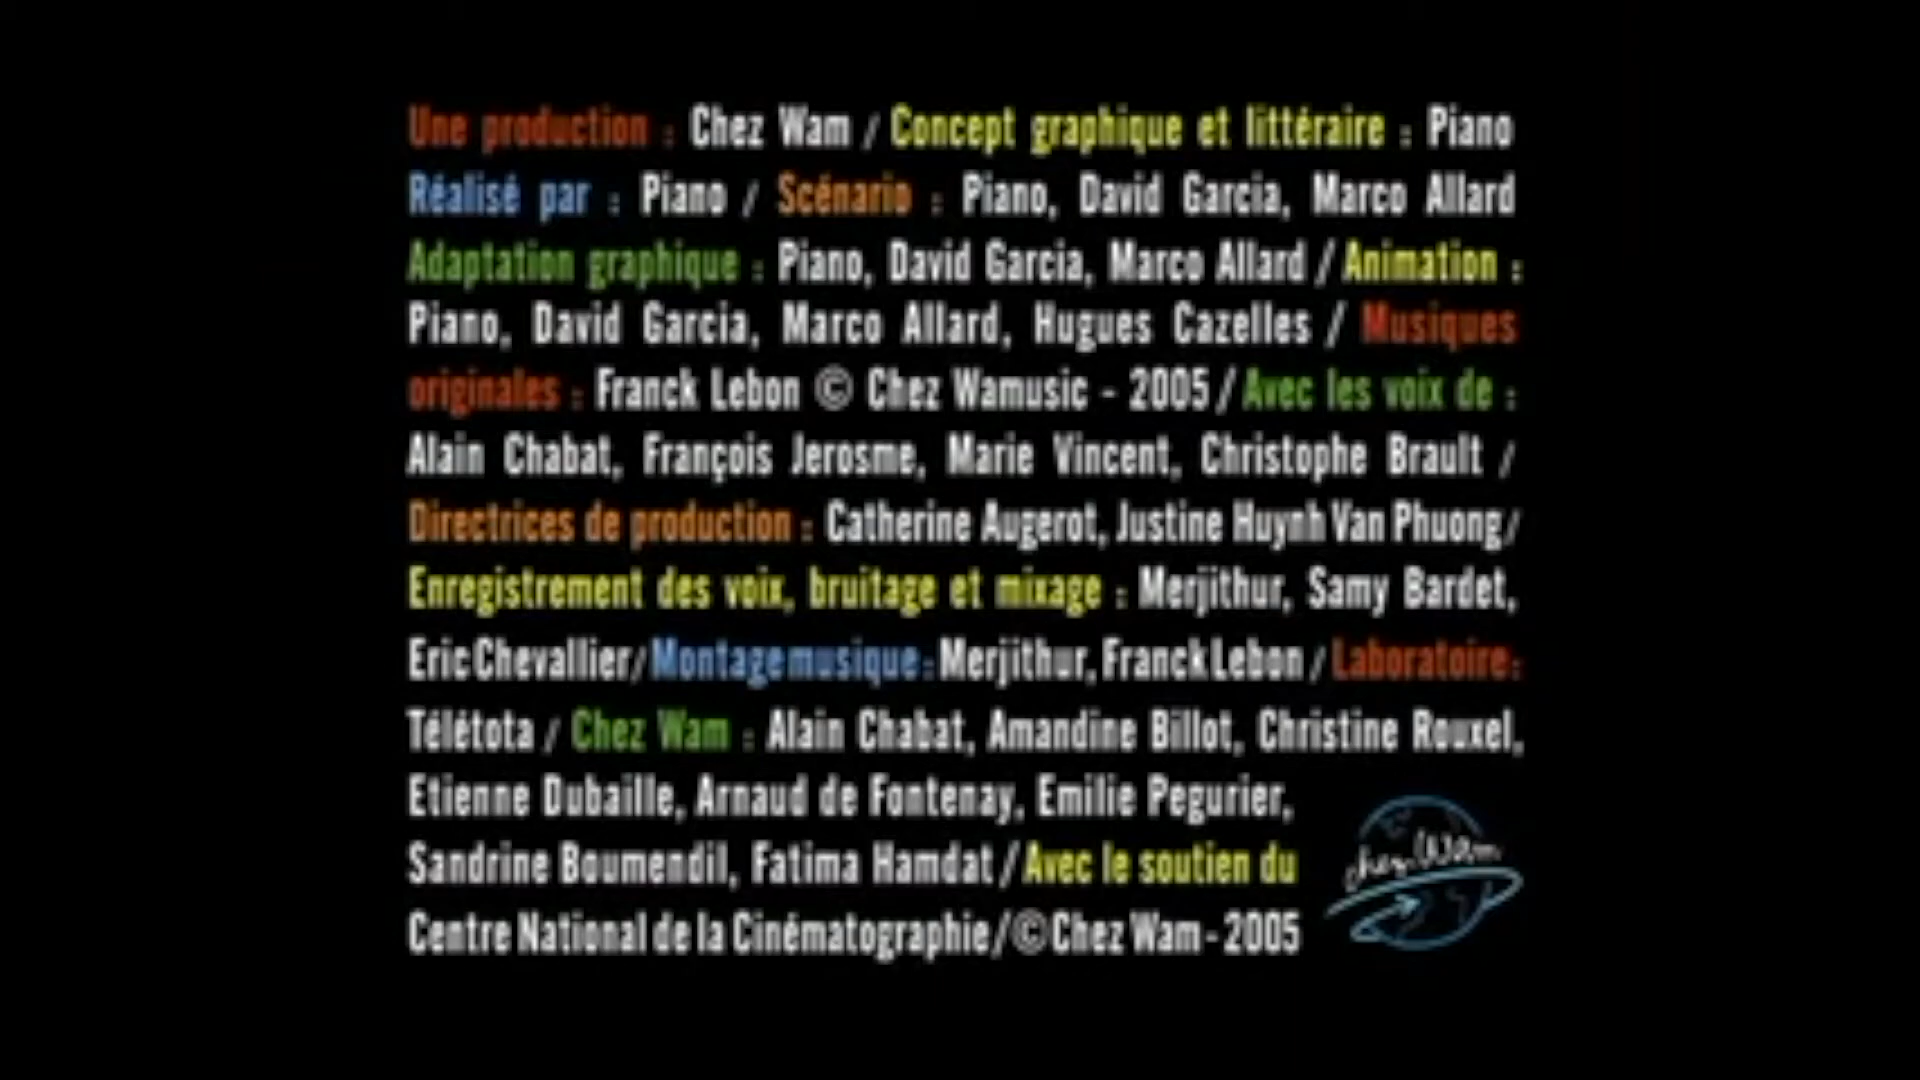 Une production : Chez Wam / Concept graphique et littéraire : Piano
Réalisé par : Piano / Scénario : Piano, David Garcia, Marco Allard
Adaptation graphique : Piano, David Garcia, Marco Allard / Animation :
Piano, David Garcia, Marco Allard, Hugues Cazelles / Musiques
originales : Franck Lebon © Chez Wamusic - 2005 / Avec les voix de :
Alain Chabat, François Jerosme, Marie Vincent, Christophe Brault /
Directrices de production : Catherine Augerot, Justine Huynh Van Phuong /
Enregistrement des voix, bruitage et mixage : Merjithur, Samy Bardet,
Eric Chevallier / Montage musique : Merjithur, Franck Lebon / Laboratoire :
Télétota / Chez Wam : Alain Chabat, Amandine Billot, Christine Rouxel,
Etienne Dubaille, Arnaud de Fontenay, Emilie Pegurier,
Sandrine Boumendil, Fatima Hamdat / Avec le soutien du
Centre National de la Cinématographie / © Chez Wam - 2005
chez Wam